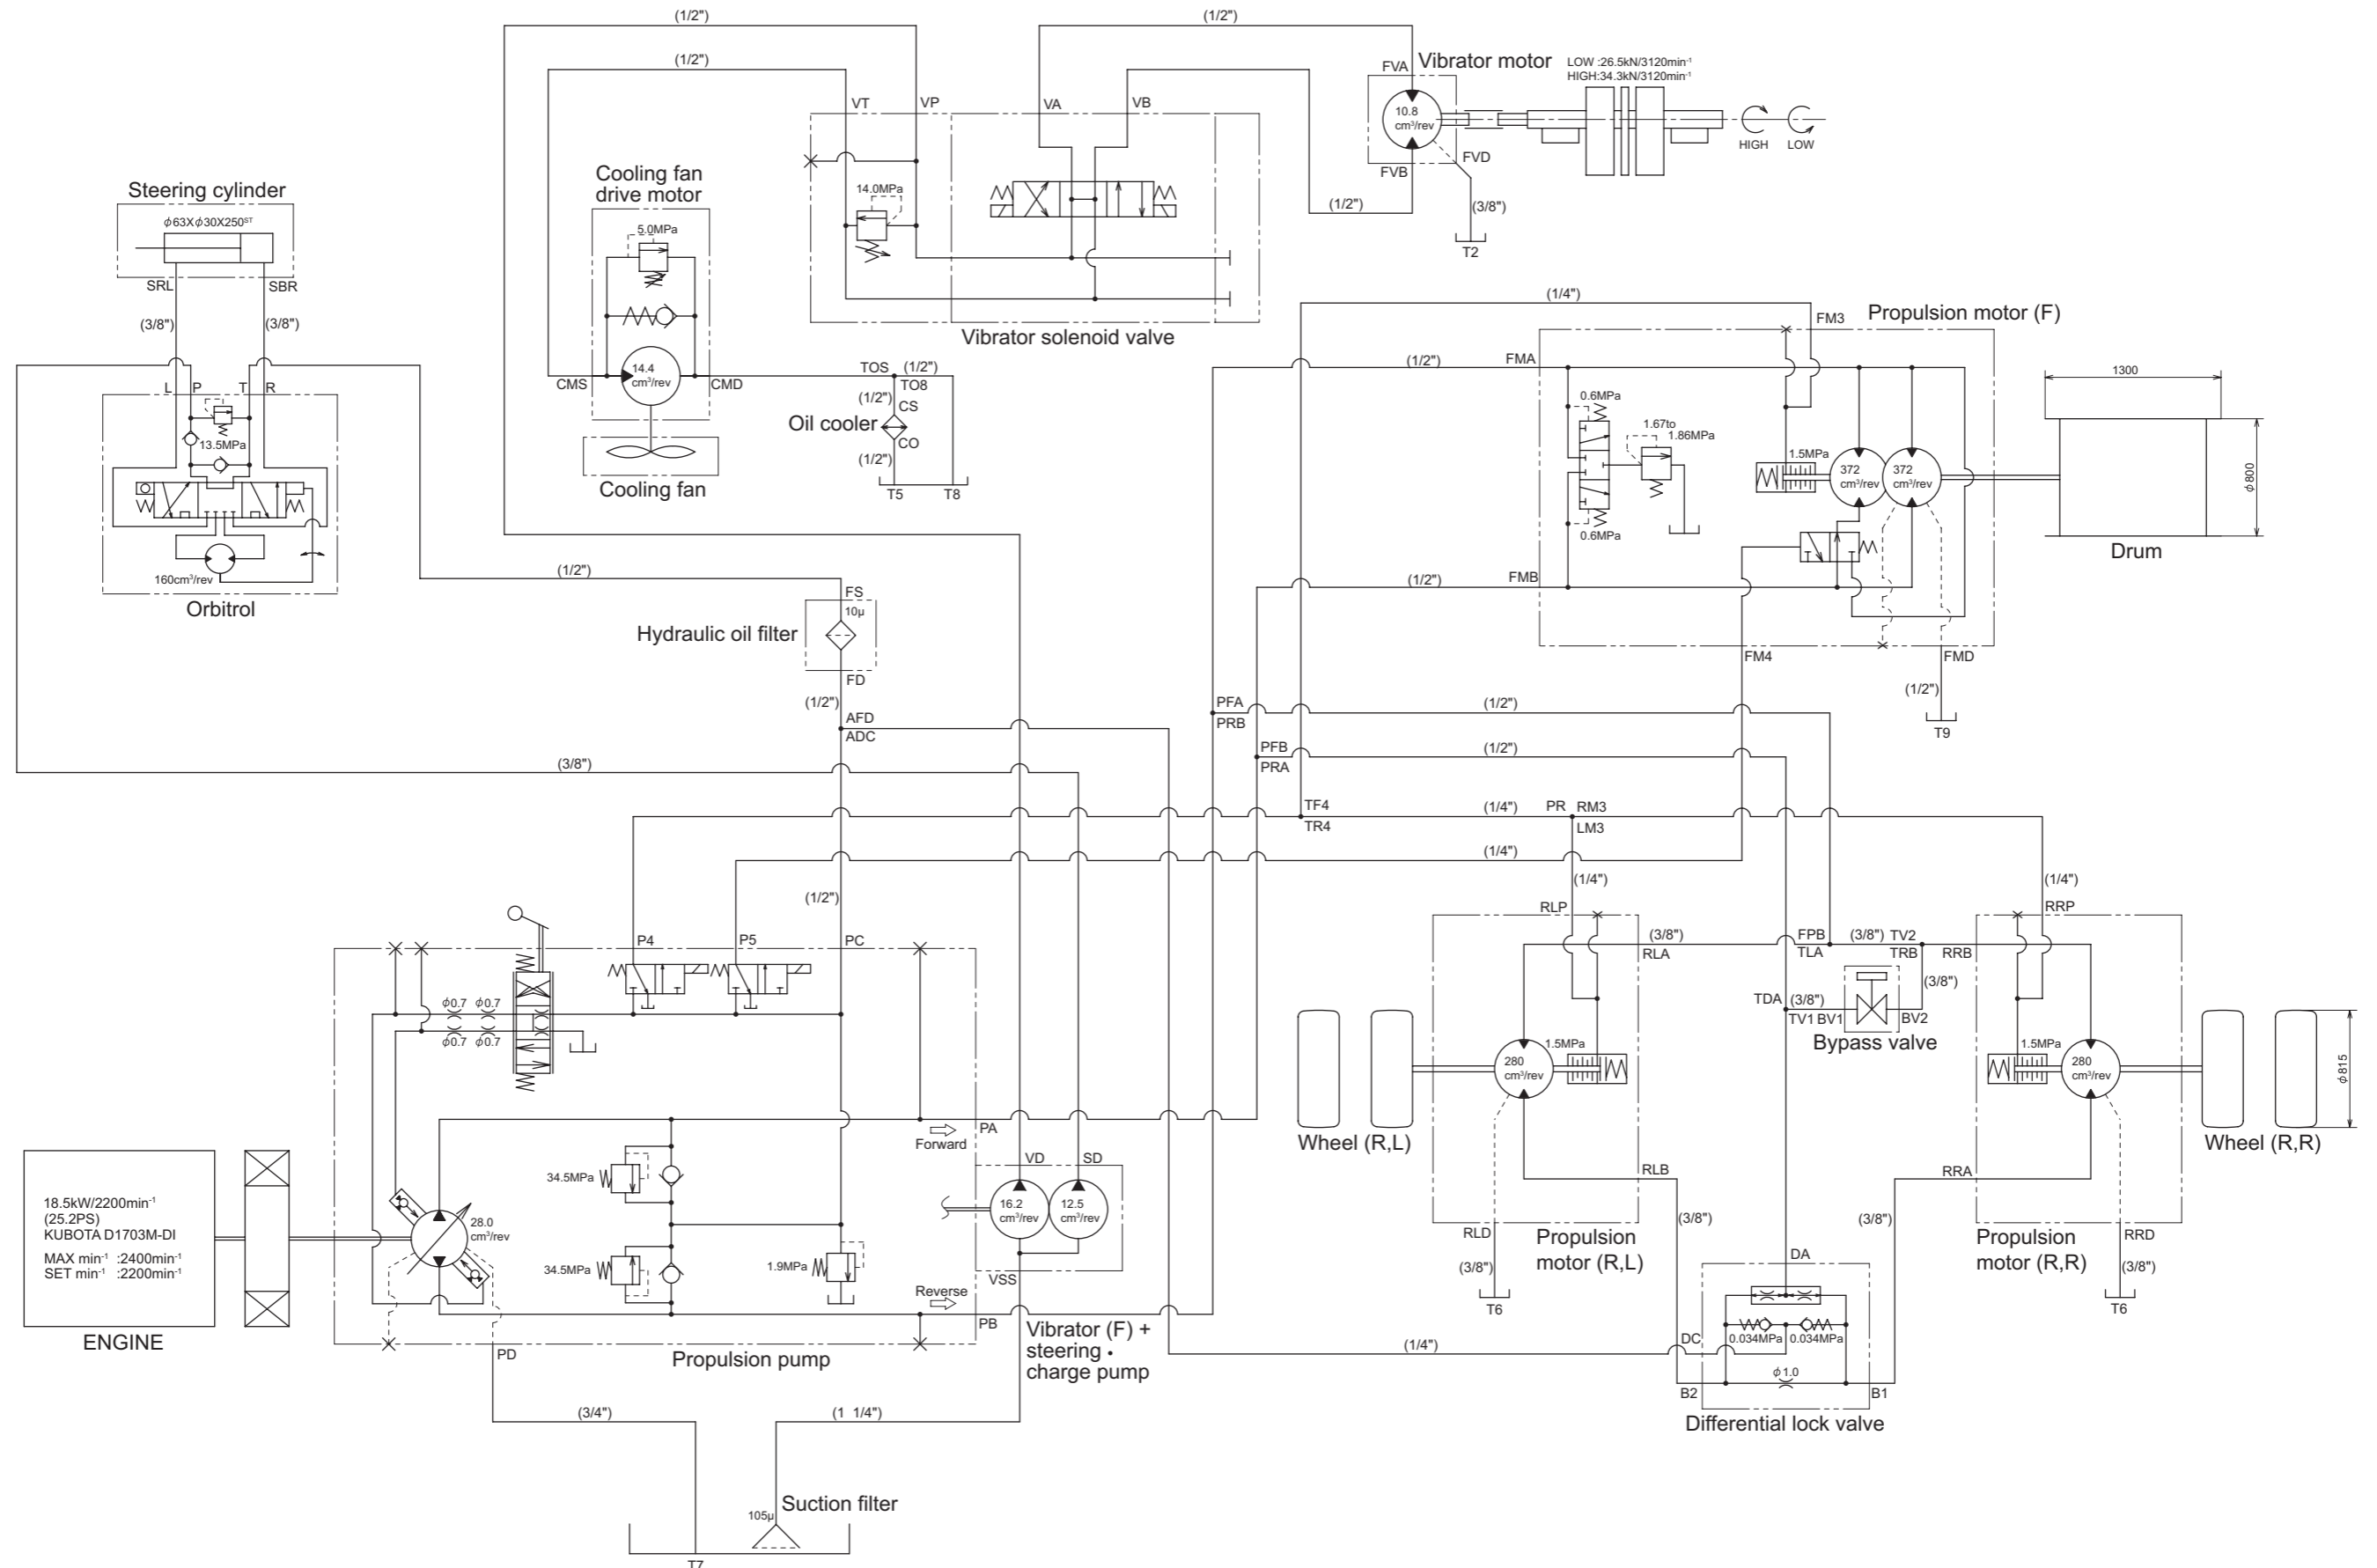 (1/2")
(1/2")
(1/2")
Vibrator motor
LOW :26.5kN/3120min⁻¹
HIGH:34.3kN/3120min⁻¹
FVA
10.8
cm³/rev
FVB
FVD
HIGH
LOW
(1/2")
(3/8")
T2
VT
VP
VA
VB
14.0MPa
Vibrator solenoid valve
Cooling fan
drive motor
5.0MPa
14.4
cm³/rev
CMS
CMD
Cooling fan
TOS
(1/2")
TO8
(1/2")
CS
Oil cooler
CO
(1/2")
T5
T8
Steering cylinder
φ63Xφ30X250ST
SRL
SBR
(3/8")
(3/8")
L
P
T
R
13.5MPa
160cm³/rev
Orbitrol
(1/2")
FS
10μ
Hydraulic oil filter
FD
(1/2")
AFD
ADC
(3/8")
(1/4")
FM3
Propulsion motor (F)
(1/2")
FMA
0.6MPa
1.67to
1.86MPa
0.6MPa
1.5MPa
372
cm³/rev
372
cm³/rev
1300
φ800
Drum
(1/2")
FMB
FM4
FMD
(1/2")
T9
PFA
PRB
(1/2")
PFB
PRA
(1/2")
TF4
TR4
(1/4")
PR
RM3
LM3
(1/4")
(1/4")
(1/4")
(1/2")
P4
P5
PC
φ0.7
φ0.7
φ0.7
φ0.7
PA
Forward
34.5MPa
34.5MPa
1.9MPa
28.0
cm³/rev
Reverse
PB
PD
Propulsion pump
18.5kW/2200min⁻¹
(25.2PS)
KUBOTA D1703M-DI
MAX min⁻¹ :2400min⁻¹
SET min⁻¹ :2200min⁻¹
ENGINE
VD
SD
16.2
cm³/rev
12.5
cm³/rev
VSS
Vibrator (F) +
steering・
charge pump
(3/4")
(1 1/4")
Suction filter
105μ
T7
RLP
RRP
(3/8")
RLA
FPB
TLA
(3/8")
TV2
TRB
RRB
(3/8")
TDA
(3/8")
TV1
BV1
BV2
Bypass valve
280
cm³/rev
1.5MPa
1.5MPa
280
cm³/rev
φ815
Wheel (R,L)
Wheel (R,R)
RLB
RRA
RLD
Propulsion
motor (R,L)
(3/8")
T6
(3/8")
(3/8")
Propulsion
motor (R,R)
RRD
(3/8")
T6
DA
0.034MPa
0.034MPa
DC
(1/4")
φ1.0
B2
B1
Differential lock valve